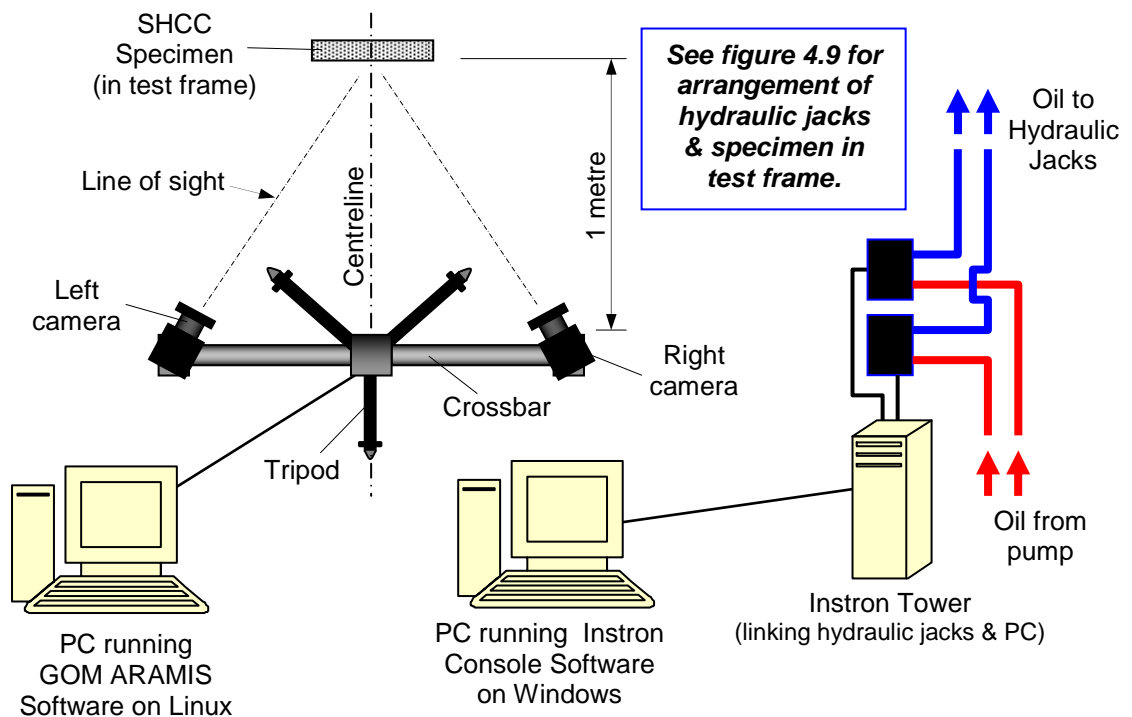 SHCC
Specimen
(in test frame)
See figure 4.9 for
arrangement of
hydraulic jacks
& specimen in
test frame.
Oil to
Hydraulic
Jacks
Line of sight
Centreline
1 metre
Left
camera
Right
camera
Crossbar
Tripod
Oil from
pump
PC running
GOM ARAMIS
Software on Linux
PC running Instron
Console Software
on Windows
Instron Tower
(linking hydraulic jacks & PC)